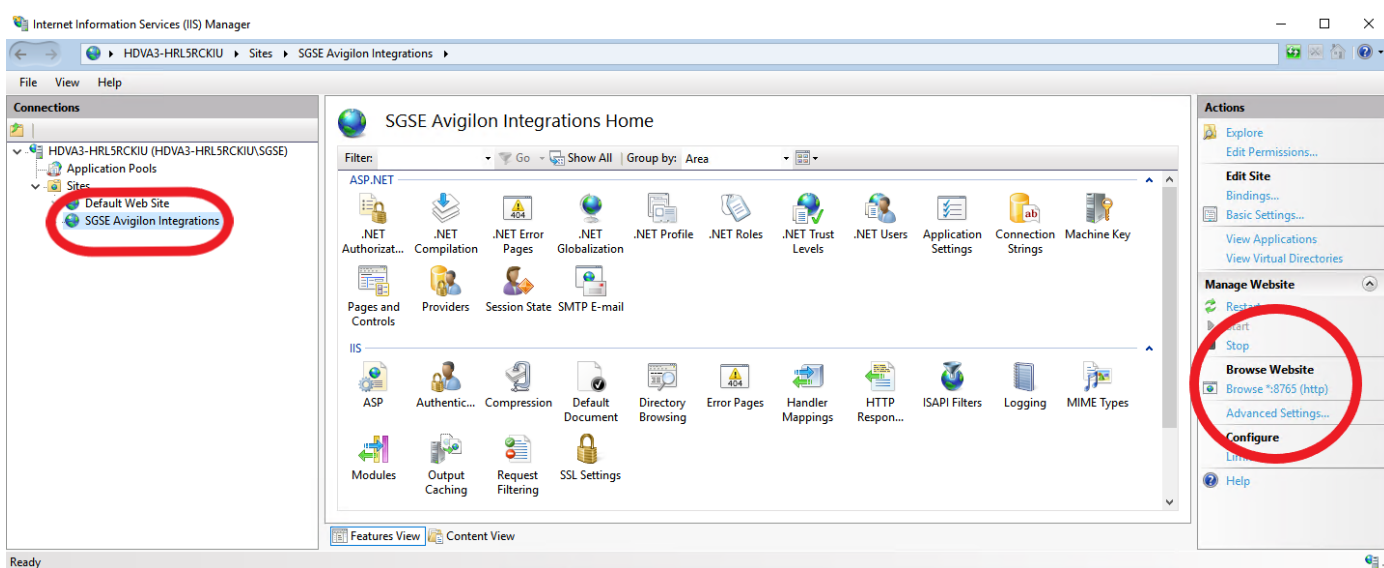 Internet Information Services (IIS) Manager
HDVA3-HRL5RCKIU Sites SGSE Avigilon Integrations
File View Help
Connections
HDVA3-HRL5RCKIU (HDVA3-HRL5RCKIU\SGSE)
Application Pools
Sites
Default Web Site
SGSE Avigilon Integrations
SGSE Avigilon Integrations Home
Filter: Go Show All Group by: Area
ASP.NET
.NET Authorizat...
.NET Compilation
.NET Error Pages
.NET Globalization
.NET Profile
.NET Roles
.NET Trust Levels
.NET Users
Application Settings
Connection Strings
Machine Key
Pages and Controls
Providers
Session State
SMTP E-mail
IIS
ASP
Authentic...
Compression
Default Document
Directory Browsing
Error Pages
Handler Mappings
HTTP Respon...
ISAPI Filters
Logging
MIME Types
Modules
Output Caching
Request Filtering
SSL Settings
Features View Content View
Actions
Explore
Edit Permissions...
Edit Site
Bindings...
Basic Settings...
View Applications
View Virtual Directories
Manage Website
Restart
Start
Stop
Browse Website
Browse *:8765 (http)
Advanced Settings...
Configure
Help
Ready